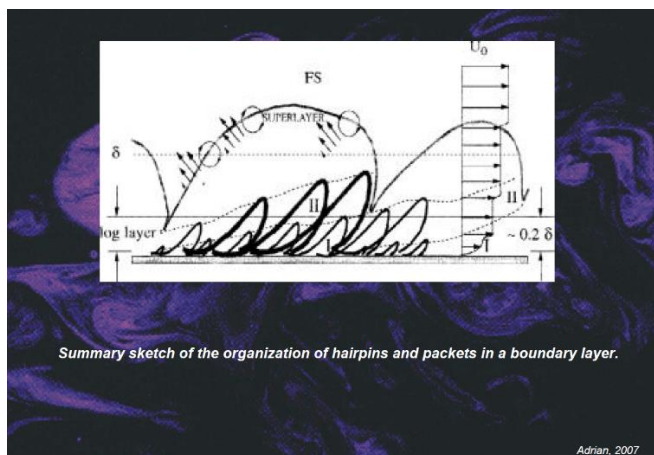 U₀
FS
SUPERLAYER
δ
II
II
log layer
I
I
~ 0.2 δ
Summary sketch of the organization of hairpins and packets in a boundary layer.
Adrian, 2007